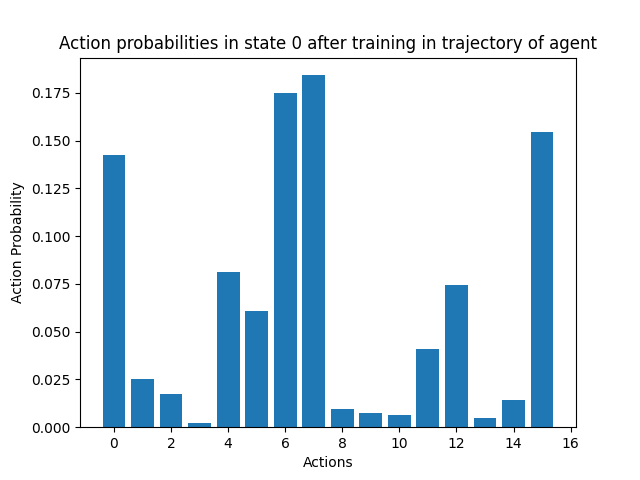 Action probabilities in state 0 after training in trajectory of agent
0.175
0.150
0.125
0.100
0.075
0.050
0.025
0.000
Action Probability
0 2 4 6 8 10 12 14 16
Actions